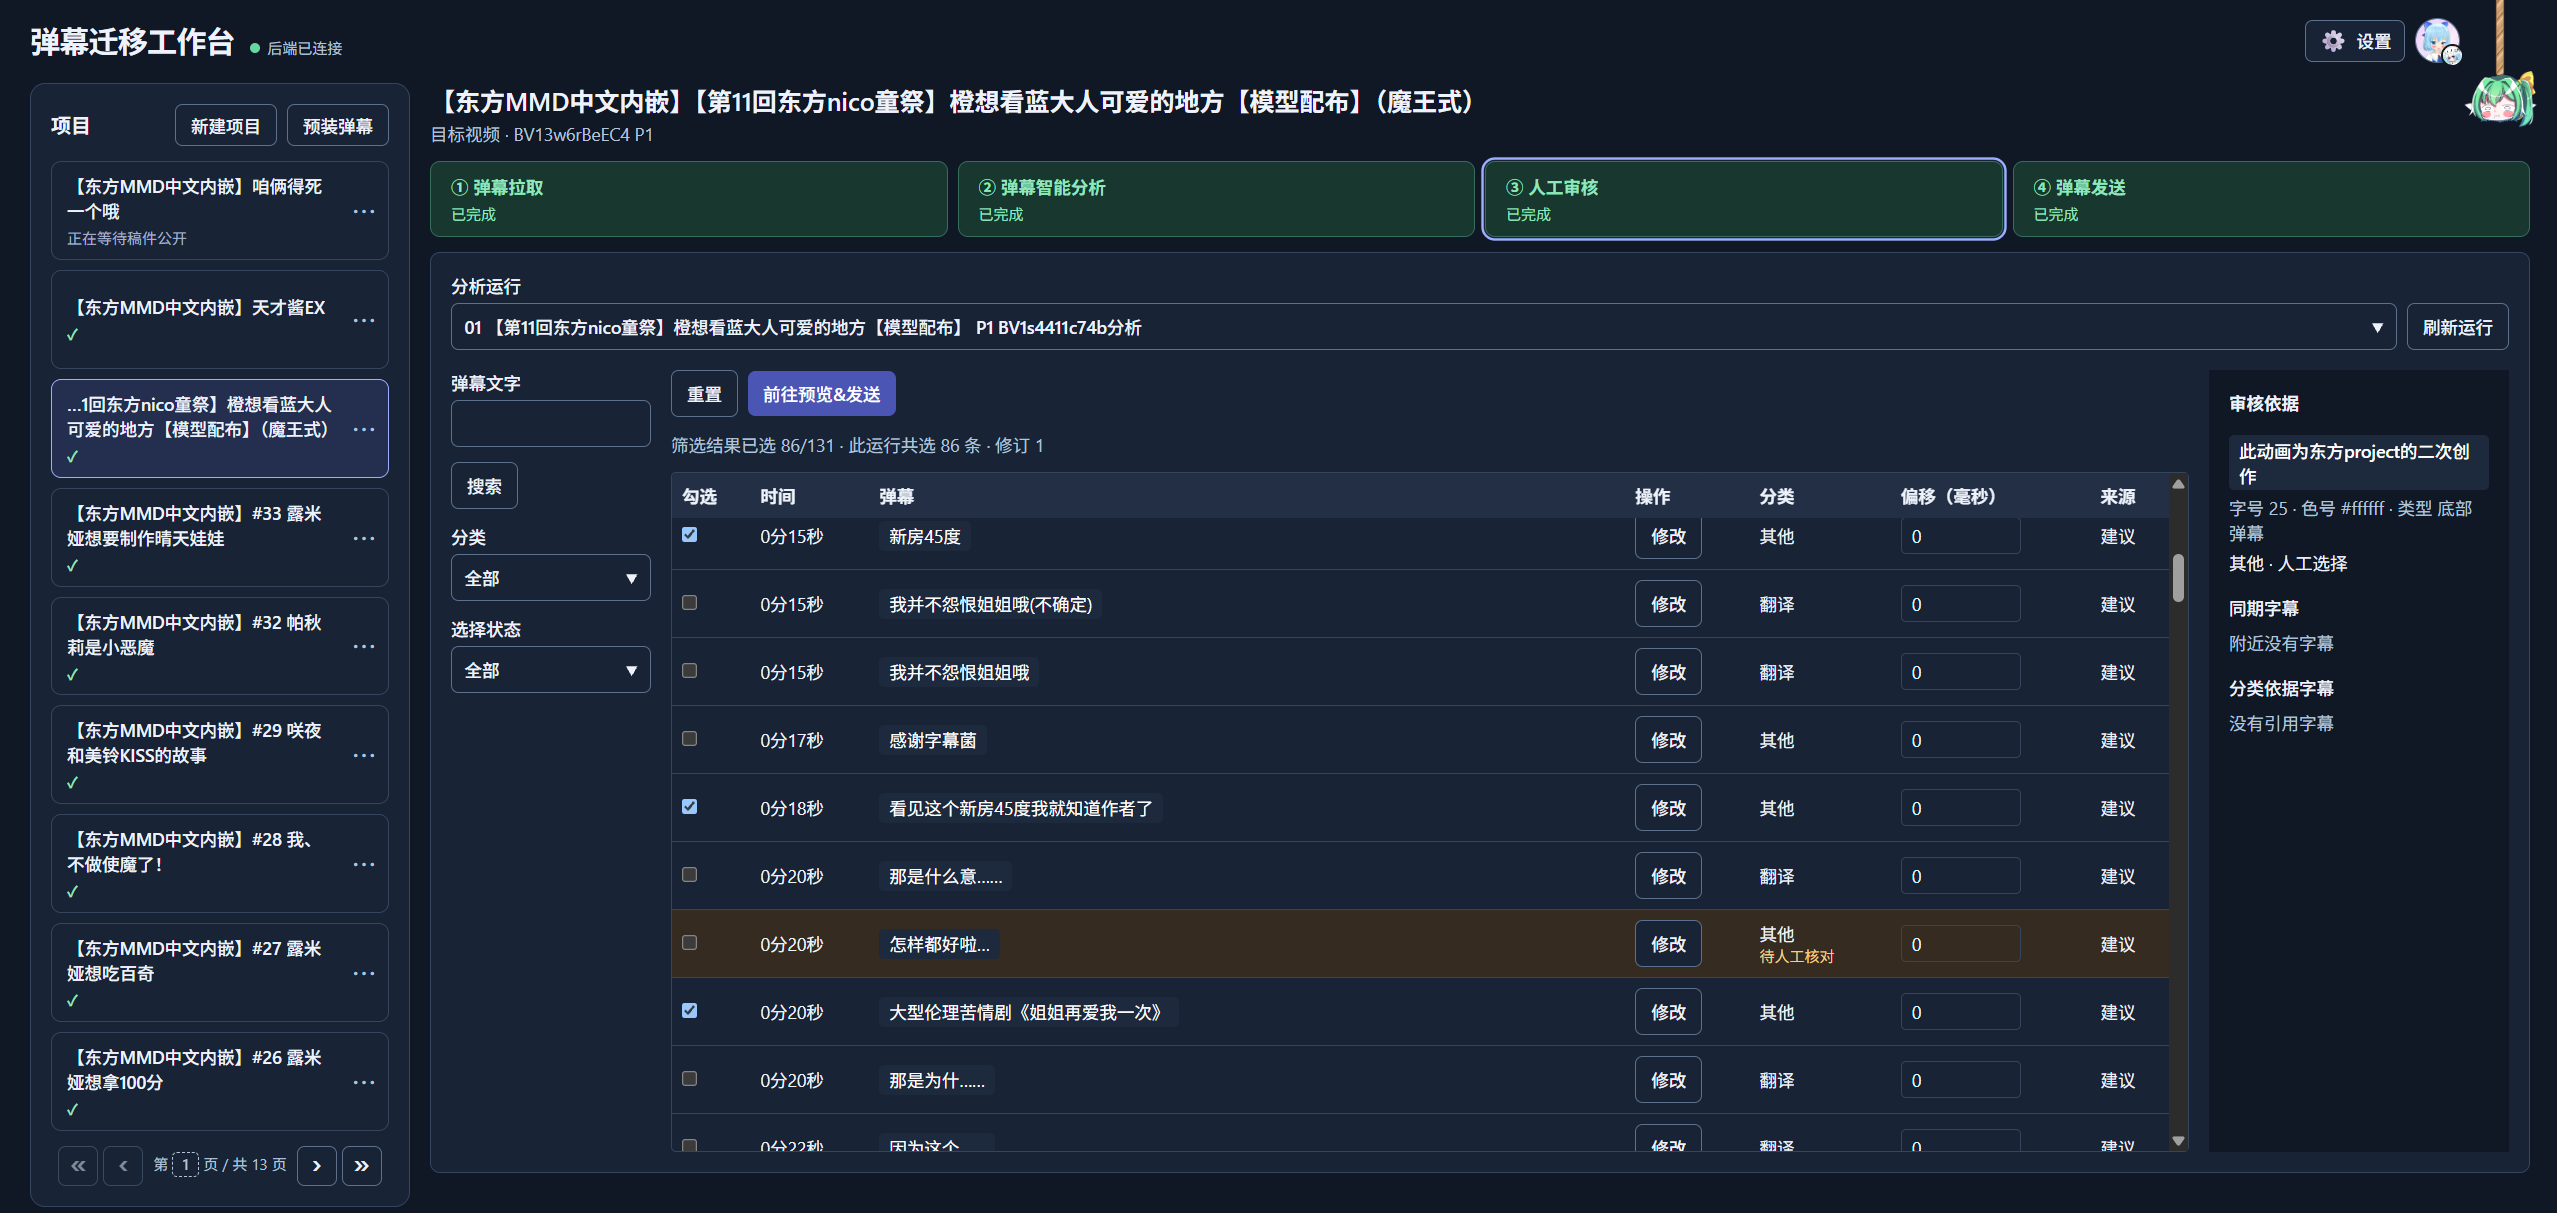 弹幕迁移工作台
后端已连接
设置
项目
新建项目
预装弹幕
【东方MMD中文内嵌】咱俩得死
一个哦
正在等待稿件公开
【东方MMD中文内嵌】天才酱EX
✓
...1回东方nico童祭】橙想看蓝大人
可爱的地方【模型配布】（魔王式）
✓
【东方MMD中文内嵌】#33 露米
娅想要制作晴天娃娃
✓
【东方MMD中文内嵌】#32 帕秋
莉是小恶魔
✓
【东方MMD中文内嵌】#29 咲夜
和美铃KISS的故事
✓
【东方MMD中文内嵌】#28 我、
不做使魔了！
✓
【东方MMD中文内嵌】#27 露米
娅想吃百奇
✓
【东方MMD中文内嵌】#26 露米
娅想拿100分
✓
« ‹ 第 1 页 / 共 13 页 › »
【东方MMD中文内嵌】【第11回东方nico童祭】橙想看蓝大人可爱的地方【模型配布】（魔王式）
目标视频 · BV13w6rBeEC4 P1
① 弹幕拉取
已完成
② 弹幕智能分析
已完成
③ 人工审核
已完成
④ 弹幕发送
已完成
分析运行
01 【第11回东方nico童祭】橙想看蓝大人可爱的地方【模型配布】 P1 BV1s4411c74b分析
刷新运行
弹幕文字
搜索
分类
全部
选择状态
全部
重置
前往预览&发送
筛选结果已选 86/131 · 此运行共选 86 条 · 修订 1
勾选 时间 弹幕 操作 分类 偏移（毫秒） 来源
0分15秒 新房45度 修改 其他 0 建议
0分15秒 我并不怨恨姐姐哦(不确定) 修改 翻译 0 建议
0分15秒 我并不怨恨姐姐哦 修改 翻译 0 建议
0分17秒 感谢字幕菌 修改 其他 0 建议
0分18秒 看见这个新房45度我就知道作者了 修改 其他 0 建议
0分20秒 那是什么意...... 修改 翻译 0 建议
0分20秒 怎样都好啦... 修改 其他 待人工核对 0 建议
0分20秒 大型伦理苦情剧《姐姐再爱我一次》 修改 其他 0 建议
0分20秒 那是为什...... 修改 翻译 0 建议
0分22秒 因为这个 修改 翻译 0 建议
审核依据
此动画为东方project的二次创
作
字号 25 · 色号 #ffffff · 类型 底部
弹幕
其他 · 人工选择
同期字幕
附近没有字幕
分类依据字幕
没有引用字幕